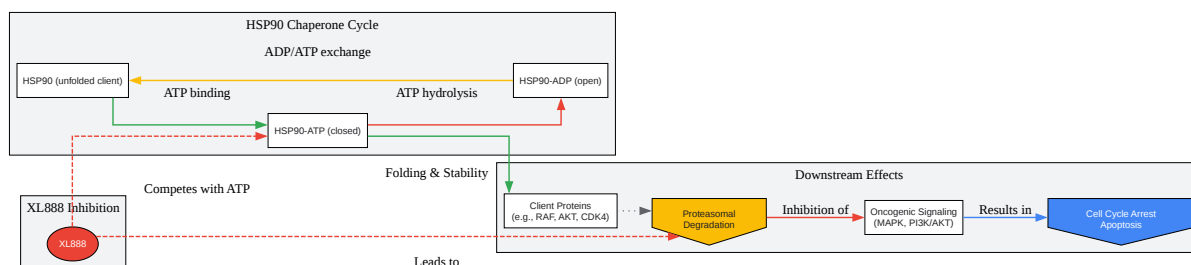 HSP90 Chaperone Cycle
ADP/ATP exchange
HSP90 (unfolded client)
HSP90-ADP (open)
ATP binding
ATP hydrolysis
HSP90-ATP (closed)
Folding & Stability
Downstream Effects
Competes with ATP
XL888 Inhibition
Client Proteins
(e.g., RAF, AKT, CDK4)
Proteasomal
Degradation
Inhibition of
Oncogenic Signaling
(MAPK, PI3K/AKT)
Results in
Cell Cycle Arrest
Apoptosis
XL888
Leads to